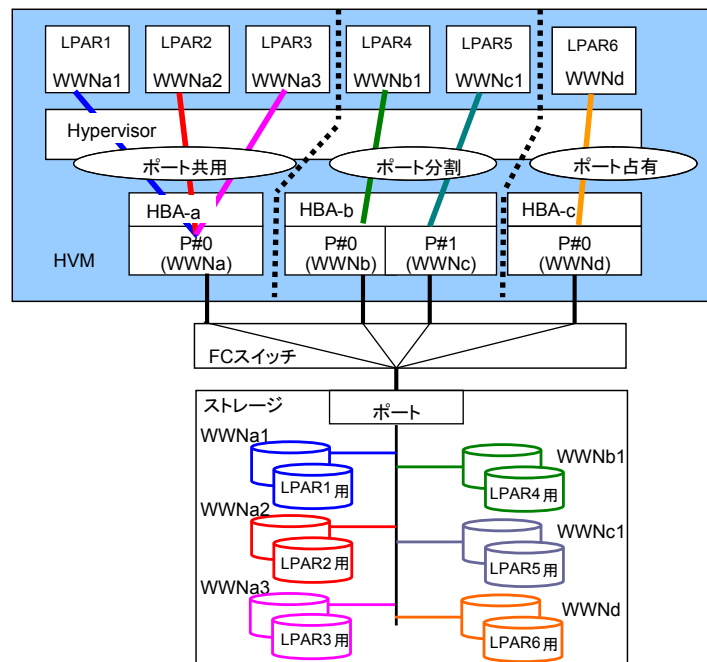 LPAR1
WWNa1
LPAR2
WWNa2
LPAR3
WWNa3
LPAR4
WWNb1
LPAR5
WWNc1
LPAR6
WWNd
Hypervisor
ポート共用
ポート分割
ポート占有
HBA-a
HBA-b
HBA-c
P#0
(WWNa)
P#0
(WWNb)
P#1
(WWNc)
P#0
(WWNd)
HVM
FCスイッチ
ストレージ
ポート
WWNa1
LPAR1用
WWNb1
LPAR4用
WWNa2
LPAR2用
WWNc1
LPAR5用
WWNa3
LPAR3用
WWNd
LPAR6用